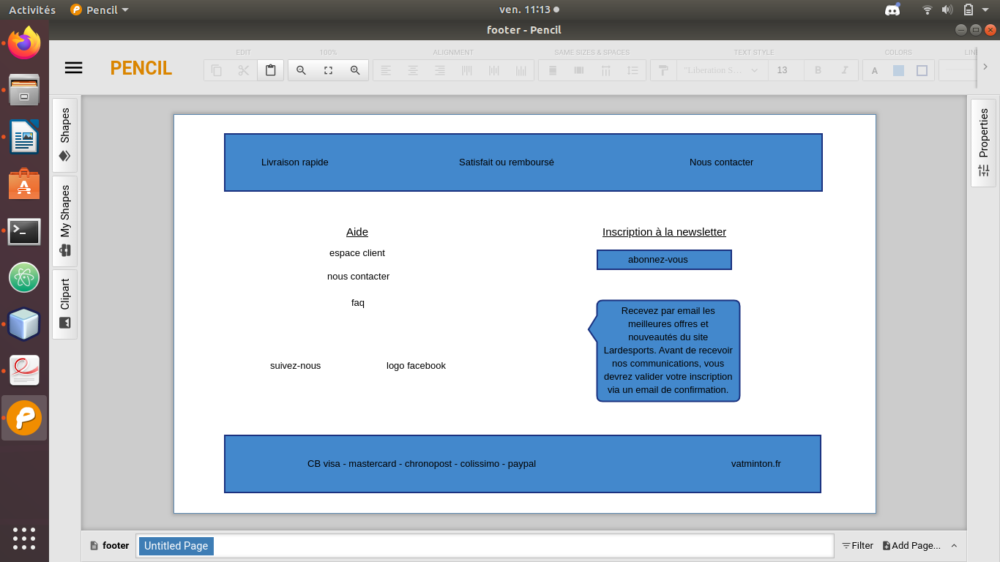 Activités
Pencil
ven. 11:13
footer - Pencil
PENCIL
EDIT
100%
ALIGNMENT
SAME SIZES & SPACES
TEXT STYLE
COLORS
"Liberation S…
13
B
I
A
Shapes
My Shapes
Clipart
Properties
Livraison rapide
Satisfait ou remboursé
Nous contacter
Aide
espace client
nous contacter
faq
suivez-nous
logo facebook
Inscription à la newsletter
abonnez-vous
Recevez par email les
meilleures offres et
nouveautés du site
Lardesports. Avant de recevoir
nos communications, vous
devrez valider votre inscription
via un email de confirmation.
CB visa - mastercard - chronopost - colissimo - paypal
vatminton.fr
footer
Untitled Page
Filter
Add Page...